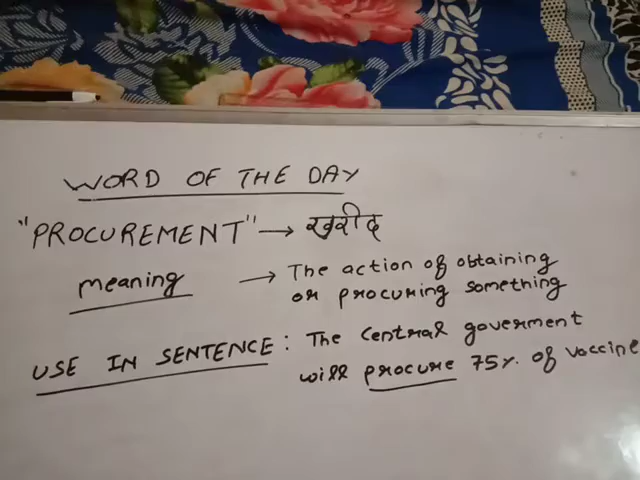 WORD OF THE DAY
"PROCUREMENT" → खरीद
meaning → The action of obtaining
or procuring something
USE IN SENTENCE : The central goverment
will procure 75% of vaccine